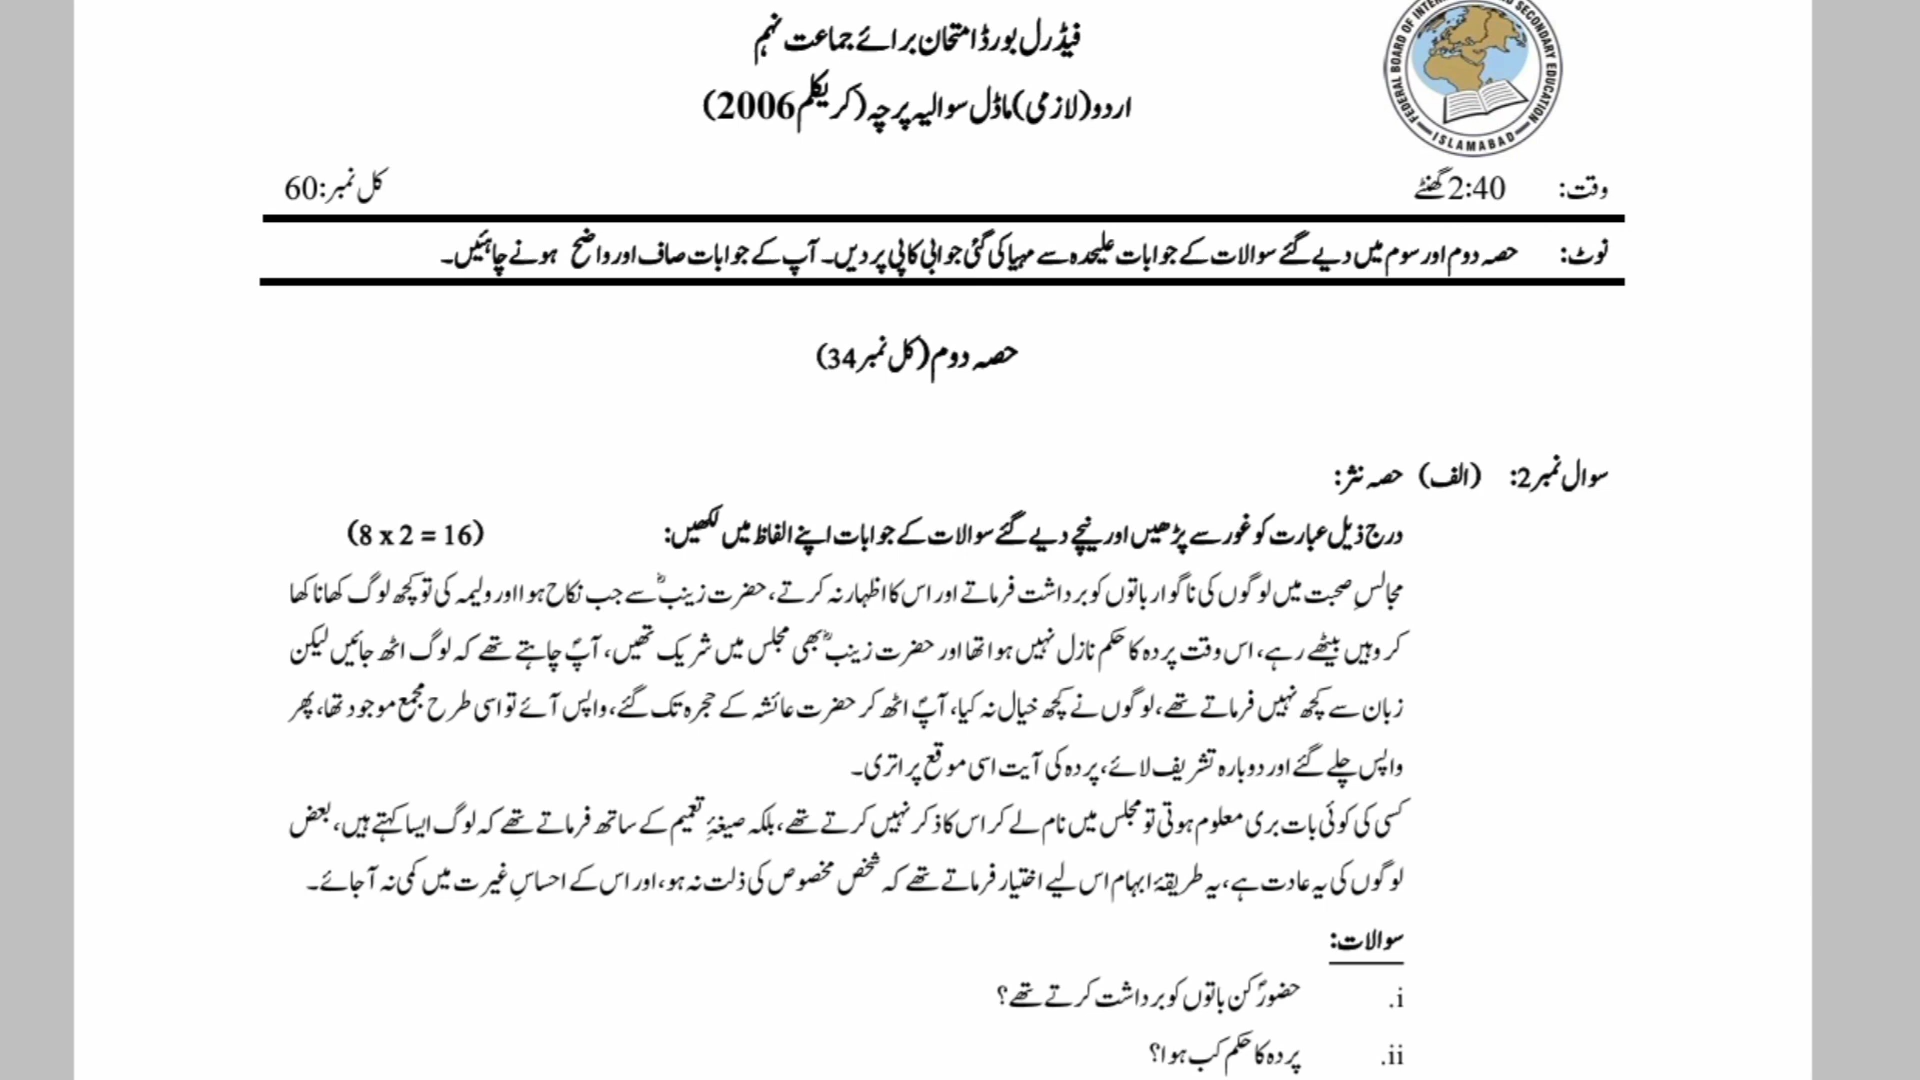 FEDERAL BOARD OF INTER SECONDARY EDUCATION
ISLAMABAD
فیڈرل بورڈ امتحان برائے جماعت نہم
اردو (لازمی) ماڈل سوالیہ پرچہ (کریکلم 2006)
وقت: 2:40 گھنٹے کل نمبر: 60
نوٹ: حصہ دوم اور سوم میں دیے گئے سوالات کے جوابات علیحدہ سے مہیا کی گئی جوابی کاپی پر دیں۔ آپ کے جوابات صاف اور واضح ہونے چاہئیں۔
حصہ دوم (کل نمبر 34)
سوال نمبر 2: (الف) حصہ نثر:
درج ذیل عبارت کو غور سے پڑھیں اور نیچے دیے گئے سوالات کے جوابات اپنے الفاظ میں لکھیں: (8 x 2 = 16)
مجالسِ صحبت میں لوگوں کی ناگوار باتوں کو برداشت فرماتے اور اس کا اظہار نہ کرتے، حضرت زینبؓ سے جب نکاح ہوا اور ولیمہ کی تو کچھ لوگ کھانا کھا
کر وہیں بیٹھے رہے، اس وقت پردہ کا حکم نازل نہیں ہوا تھا اور حضرت زینبؓ بھی مجلس میں شریک تھیں، آپؐ چاہتے تھے کہ لوگ اٹھ جائیں لیکن
زبان سے کچھ نہیں فرماتے تھے، لوگوں نے کچھ خیال نہ کیا، آپؐ اٹھ کر حضرت عائشہ کے حجرہ تک گئے، واپس آئے تو اسی طرح مجمع موجود تھا، پھر
واپس چلے گئے اور دوبارہ تشریف لائے، پردہ کی آیت اسی موقع پر اتری۔
کسی کی کوئی بات بری معلوم ہوتی تو مجلس میں نام لے کر اس کا ذکر نہیں کرتے تھے، بلکہ صیغۂِ تعمیم کے ساتھ فرماتے تھے کہ لوگ ایسا کہتے ہیں، بعض
لوگوں کی یہ عادت ہے، یہ طریقۂ ابہام اس لیے اختیار فرماتے تھے کہ شخص مخصوص کی ذلت نہ ہو، اور اس کے احساسِ غیرت میں کمی نہ آ جائے۔
سوالات:
i. حضورؐ کن باتوں کو برداشت کرتے تھے؟
ii. پردہ کا حکم کب ہوا؟